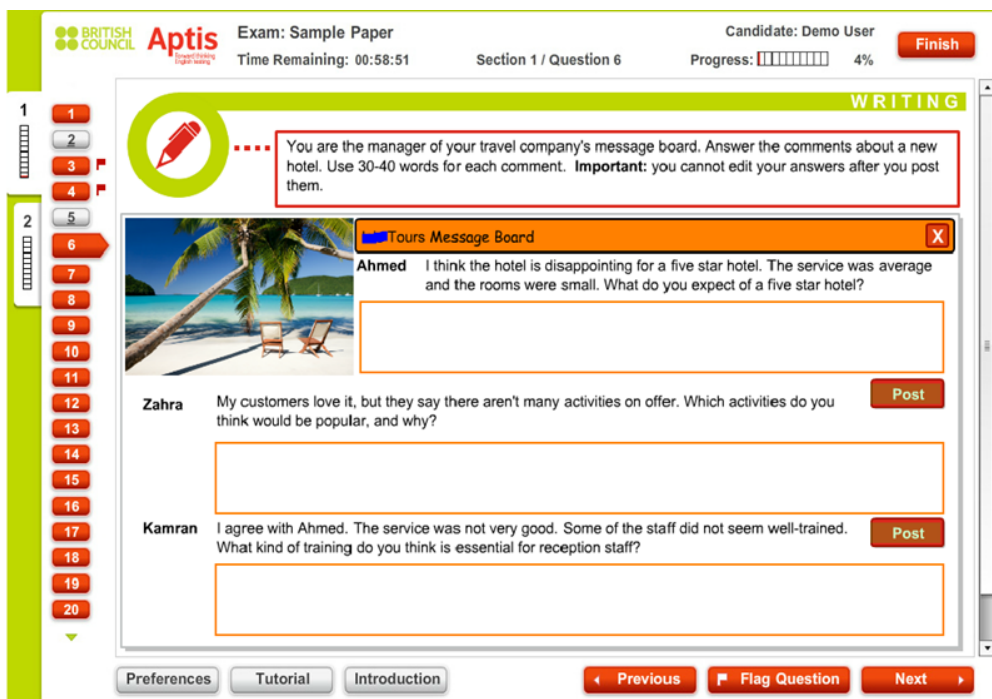 BRITISH
COUNCIL
Aptis
Forward thinking
English testing
Exam: Sample Paper
Candidate: Demo User
Finish
Time Remaining: 00:58:51
Section 1 / Question 6
Progress:
4%
WRITING
You are the manager of your travel company's message board. Answer the comments about a new
hotel. Use 30-40 words for each comment. Important: you cannot edit your answers after you post
them.
1
2
1
2
3
4
5
6
7
8
9
10
11
12
13
14
15
16
17
18
19
20
Tours Message Board
X
Ahmed I think the hotel is disappointing for a five star hotel. The service was average
and the rooms were small. What do you expect of a five star hotel?
Post
Zahra My customers love it, but they say there aren't many activities on offer. Which activities do you
think would be popular, and why?
Post
Kamran I agree with Ahmed. The service was not very good. Some of the staff did not seem well-trained.
What kind of training do you think is essential for reception staff?
Preferences
Tutorial
Introduction
Previous
Flag Question
Next